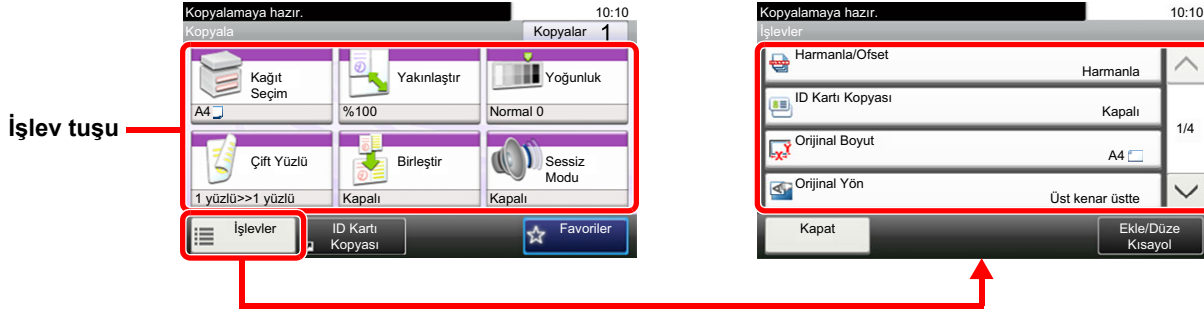 Kopyalamaya hazır.
10:10
Kopyala
Kopyalar 1
Kağıt
Seçim
A4
Yakınlaştır
%100
Yoğunluk
Normal 0
İşlev tuşu
Çift Yüzlü
1 yüzlü>>1 yüzlü
Birleştir
Kapalı
Sessiz
Modu
Kapalı
İşlevler
ID Kartı
Kopyası
Favoriler
Kopyalamaya hazır.
10:10
İşlevler
Harmanla/Ofset
Harmanla
ID Kartı Kopyası
Kapalı
1/4
Orijinal Boyut
A4
Orijinal Yön
Üst kenar üstte
Kapat
Ekle/Düze
Kısayol